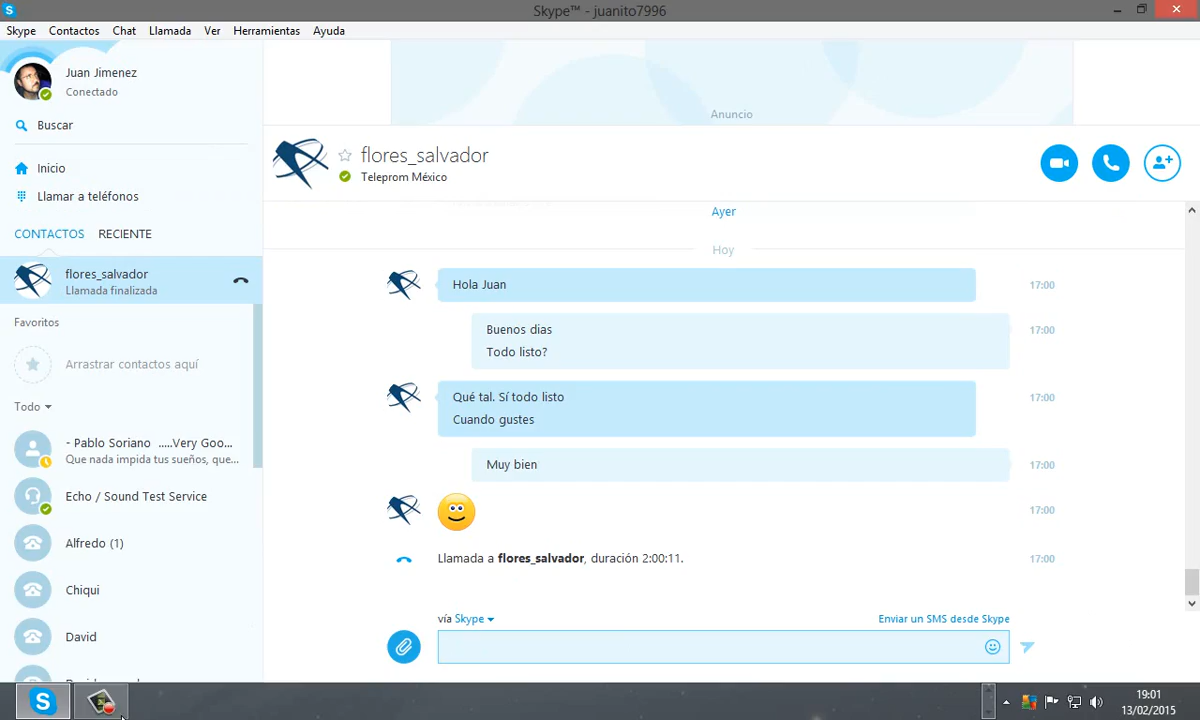 Skype™ - juanito7996
Skype Contactos Chat Llamada Ver Herramientas Ayuda
Juan Jimenez
Conectado
Buscar
Inicio
Llamar a teléfonos
CONTACTOS RECIENTE
flores_salvador
Llamada finalizada
Favoritos
Arrastrar contactos aquí
Todo
- Pablo Soriano .....Very Goo...
Que nada impida tus sueños, que...
Echo / Sound Test Service
Alfredo (1)
Chiqui
David
Anuncio
flores_salvador
Teleprom México
Ayer
Hoy
Hola Juan 17:00
Buenos dias 17:00
Todo listo?
Qué tal. Sí todo listo 17:00
Cuando gustes
Muy bien 17:00
17:00
Llamada a flores_salvador, duración 2:00:11. 17:00
vía Skype Enviar un SMS desde Skype
19:01
13/02/2015